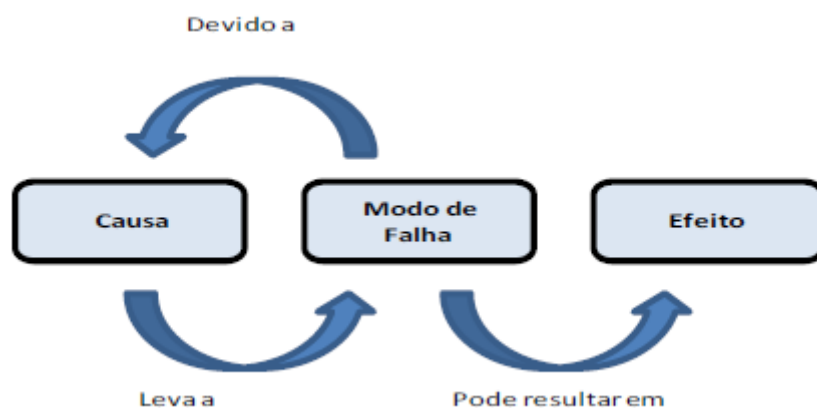 Devido a
Causa
Modo de
Falha
Efeito
Leva a
Pode resultar em